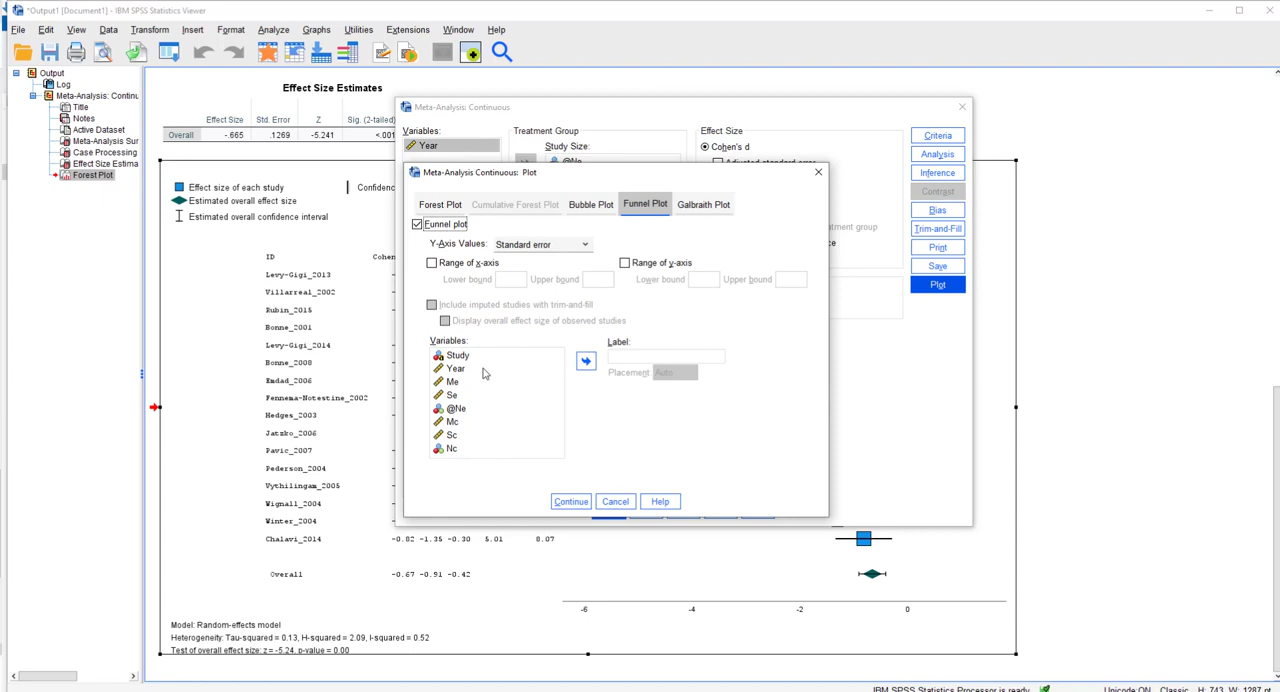 *Output1 [Document1] - IBM SPSS Statistics Viewer
File Edit View Data Transform Insert Format Analyze Graphs Utilities Extensions Window Help
Output
Log
Meta-Analysis: Continu
Title
Notes
Active Dataset
Meta-Analysis Sur
Case Processing
Effect Size Estima
Forest Plot
Effect Size Estimates
Effect Size Std. Error Z Sig. (2-tailed)
Overall -.665 .1269 -5.241 <.001
Effect size of each study
Confidenc
Estimated overall effect size
Estimated overall confidence interval
ID Cohen
Levy-Gigi_2013
Villarreal_2002
Rubin_2015
Bonne_2001
Levy-Gigi_2014
Bonne_2008
Emdad_2006
Fennema-Notestine_2002
Hedges_2003
Jatzko_2006
Pavic_2007
Pederson_2004
Vythilingam_2005
Wignall_2004
Winter_2004
Chalavi_2014 -0.82 -1.35 -0.30 5.01 8.07
Overall -0.67 -0.91 -0.42
-6 -4 -2 0
Model: Random-effects model
Heterogeneity: Tau-squared = 0.13, H-squared = 2.09, I-squared = 0.52
Test of overall effect size: z = -5.24, p-value = 0.00
Meta-Analysis: Continuous
Variables:
Year
Treatment Group
Study Size:
@Ne
Effect Size
Cohen's d
Adjusted standard error
tment group
ce
Criteria
Analysis
Inference
Contrast
Bias
Trim-and-Fill
Print
Save
Plot
Meta-Analysis Continuous: Plot
Forest Plot Cumulative Forest Plot Bubble Plot Funnel Plot Galbraith Plot
Funnel plot
Y-Axis Values: Standard error
Range of x-axis Range of y-axis
Lower bound Upper bound Lower bound Upper bound
Include imputed studies with trim-and-fill
Display overall effect size of observed studies
Variables:
Study
Year
Me
Se
@Ne
Mc
Sc
Nc
Label:
Placement: Auto
Continue Cancel Help
IBM SPSS Statistics Processor is ready Unicode:ON Classic H: 743, W: 1287 pt